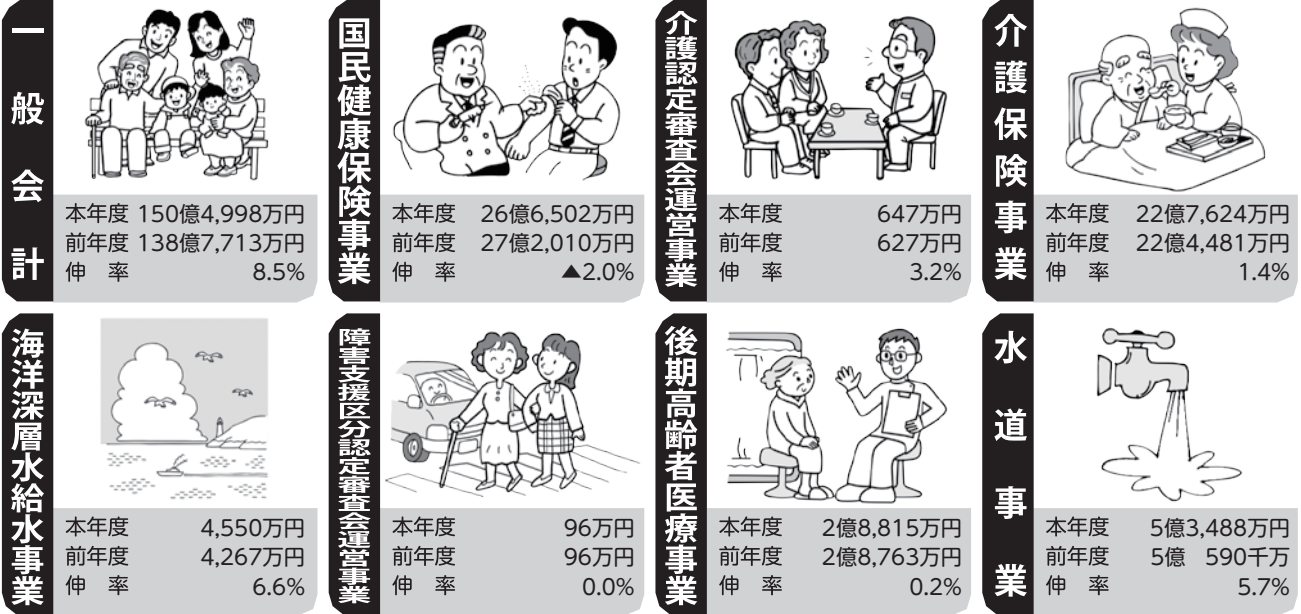 一般会計
本年度 150億4,998万円
前年度 138億7,713万円
伸 率 8.5%
国民健康保険事業
本年度 26億6,502万円
前年度 27億2,010万円
伸 率 ▲2.0%
介護認定審査会運営事業
本年度 647万円
前年度 627万円
伸 率 3.2%
介護保険事業
本年度 22億7,624万円
前年度 22億4,481万円
伸 率 1.4%
海洋深層水給水事業
本年度 4,550万円
前年度 4,267万円
伸 率 6.6%
障害支援区分認定審査会運営事業
本年度 96万円
前年度 96万円
伸 率 0.0%
後期高齢者医療事業
本年度 2億8,815万円
前年度 2億8,763万円
伸 率 0.2%
水道事業
本年度 5億3,488万円
前年度 5億 590千万
伸 率 5.7%